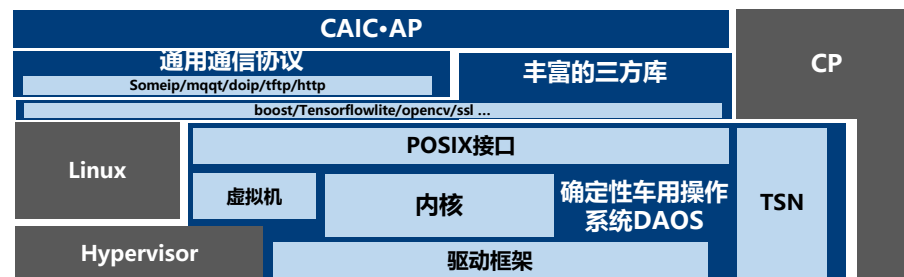 CAIC•AP
CP
通用通信协议
Someip/mqqt/doip/tftp/http
丰富的三方库
boost/Tensorflowlite/opencv/ssl ...
Linux
POSIX接口
虚拟机
内核
确定性车用操作
系统DAOS
TSN
Hypervisor
驱动框架